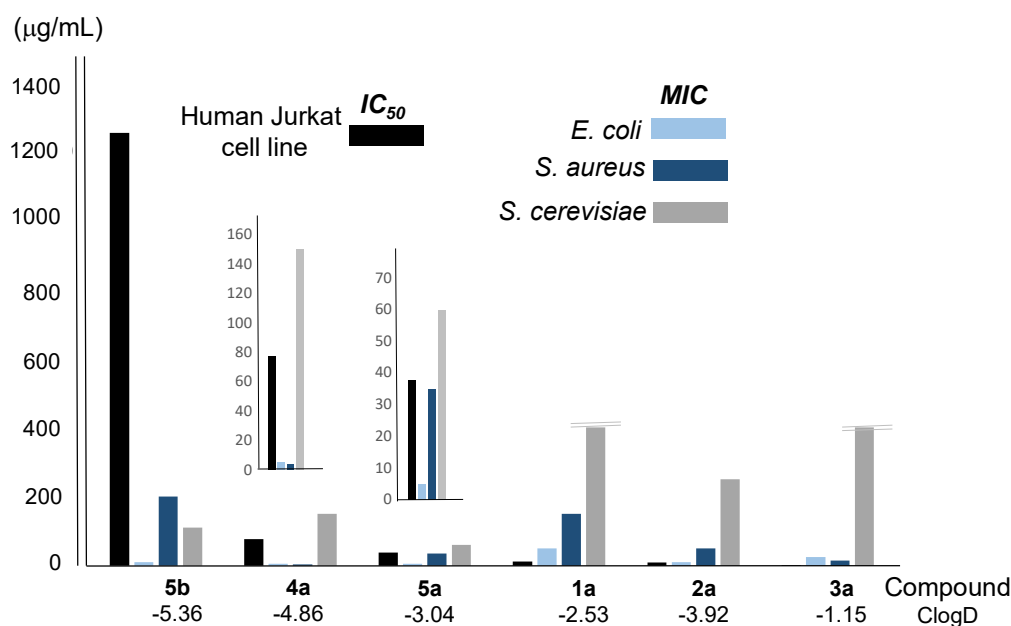 (μg/mL)
1400
1200
1000
800
600
400
200
0
Human Jurkat
cell line
IC50
MIC
E. coli
S. aureus
S. cerevisiae
160
140
120
100
80
60
40
20
0
70
60
50
40
30
20
10
0
5b 4a 5a 1a 2a 3a Compound
-5.36 -4.86 -3.04 -2.53 -3.92 -1.15 ClogD